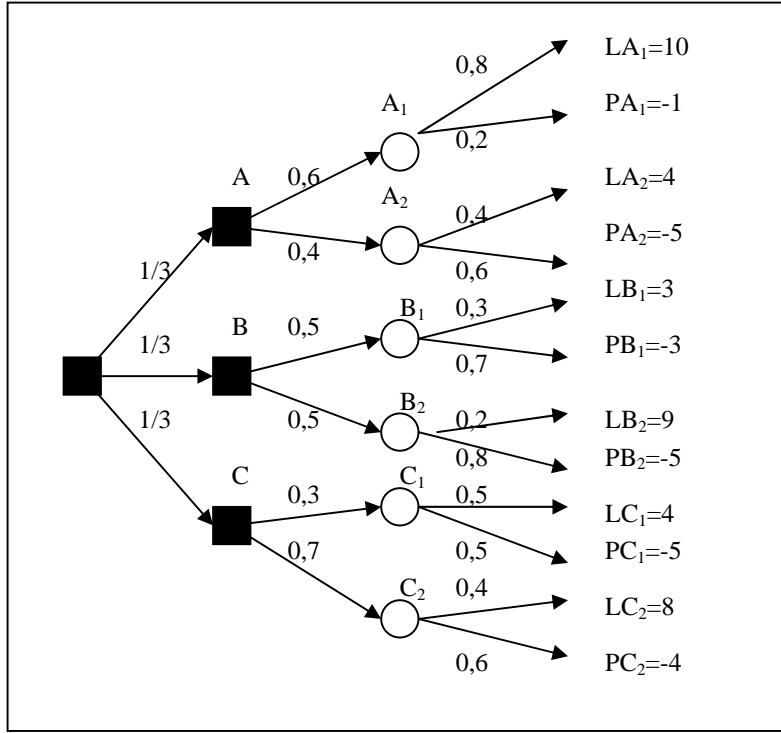 LA₁=10
0,8
A₁
PA₁=-1
0,2
A
0,6
LA₂=4
A₂
0,4
PA₂=-5
0,4
0,6
1/3
LB₁=3
B₁
0,3
B
0,5
1/3
PB₁=-3
0,7
B₂
0,5
0,2
LB₂=9
1/3
0,8
PB₂=-5
C
C₁
0,3
0,5
LC₁=4
0,7
0,5
PC₁=-5
C₂
0,4
LC₂=8
0,6
PC₂=-4